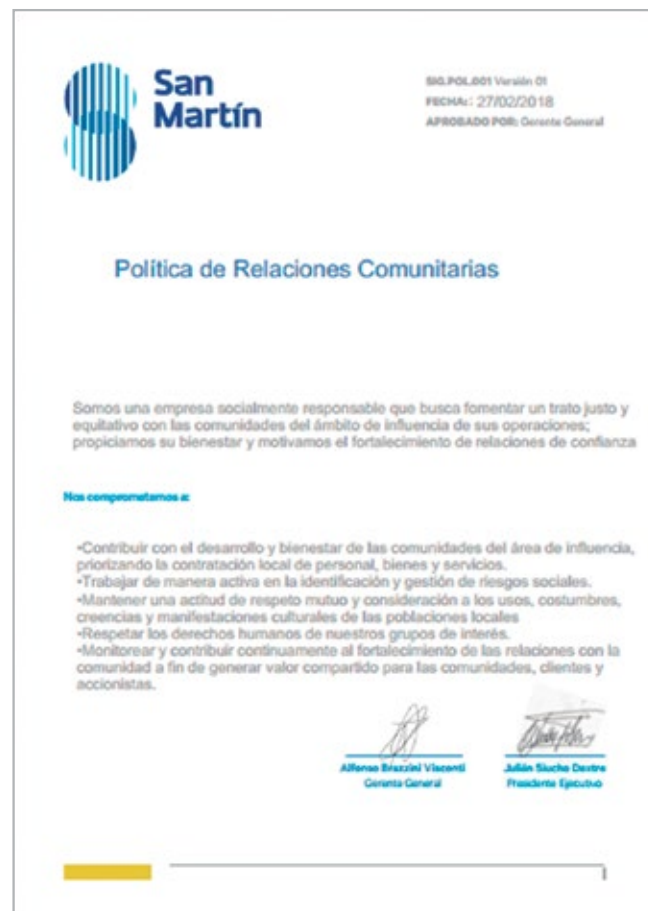 San
Martín
SIG.POL.001 Versión 01
FECHA: : 27/02/2018
APROBADO POR: Gerente General
Política de Relaciones Comunitarias
Somos una empresa socialmente responsable que busca fomentar un trato justo y
equitativo con las comunidades del ámbito de influencia de sus operaciones;
propiciamos su bienestar y motivamos el fortalecimiento de relaciones de confianza
Nos comprometamos a:
•Contribuir con el desarrollo y bienestar de las comunidades del área de influencia,
priorizando la contratación local de personal, bienes y servicios.
•Trabajar de manera activa en la identificación y gestión de riesgos sociales.
•Mantener una actitud de respeto mutuo y consideración a los usos, costumbres,
creencias y manifestaciones culturales de las poblaciones locales
•Respetar los derechos humanos de nuestros grupos de interés.
•Monitorear y contribuir continuamente al fortalecimiento de las relaciones con la
comunidad a fin de generar valor compartido para las comunidades, clientes y
accionistas.
Alfonso Brazzini Visconti
Gerente General
Julián Siucho Dextre
Presidente Ejecutivo